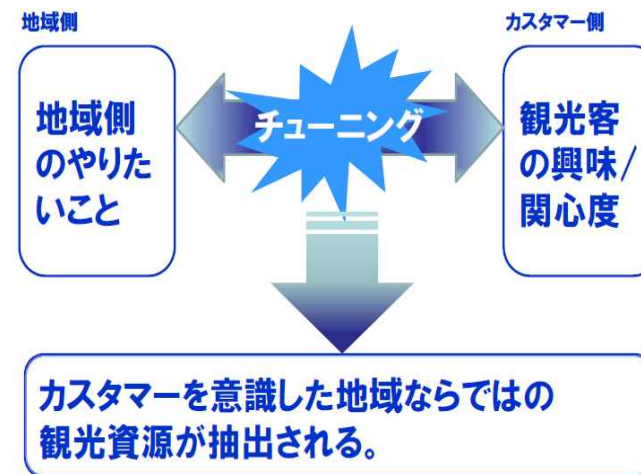 地域側
カスタマー側
地域側
のやりた
いこと
チューニング
観光客
の興味/
関心度
カスタマーを意識した地域ならではの
観光資源が抽出される。